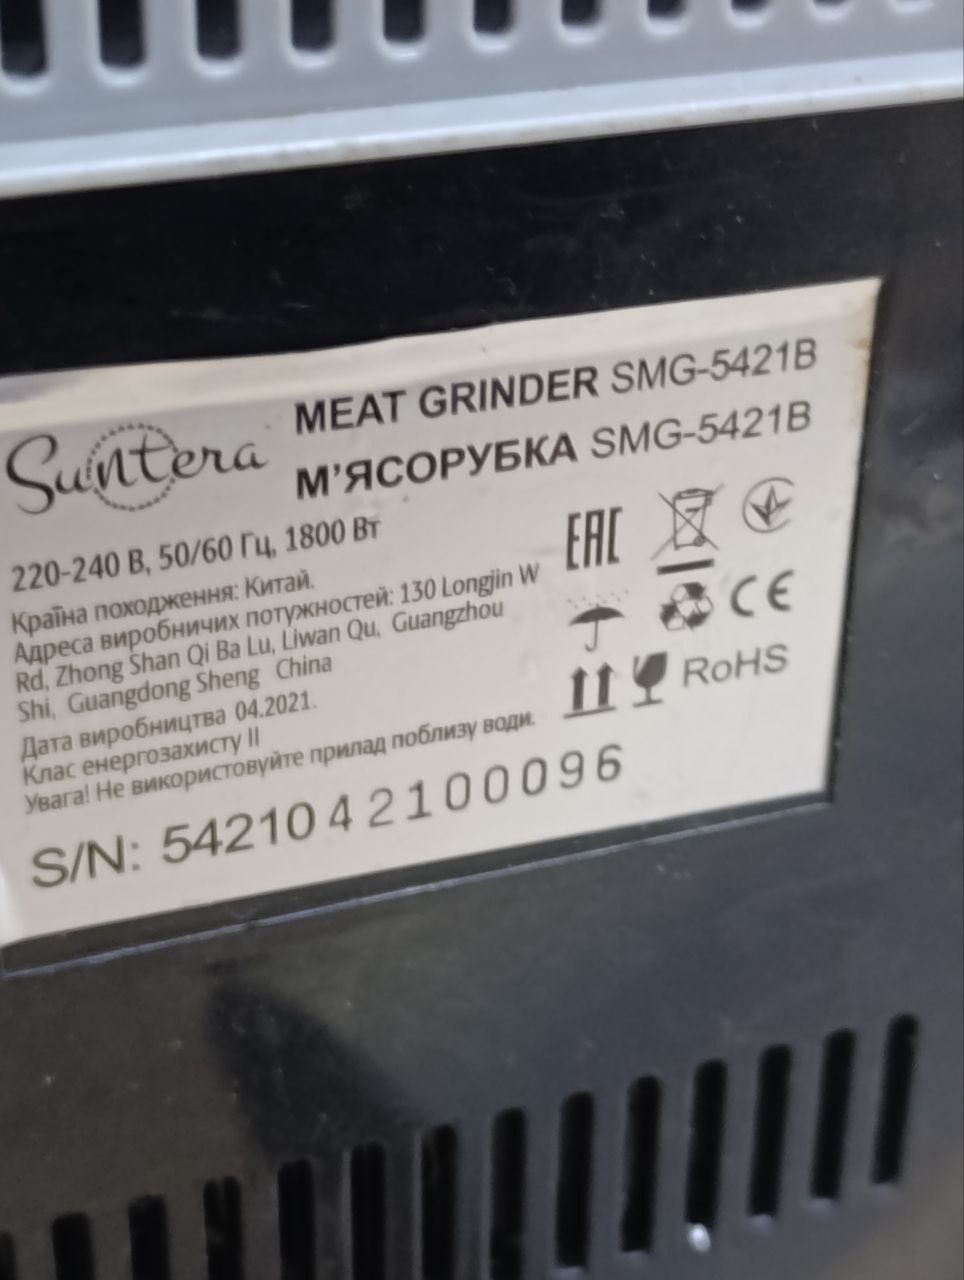 Suntera
MEAT GRINDER SMG-5421B
М'ЯСОРУБКА SMG-5421B
220-240 В, 50/60 Гц, 1800 Вт
Країна походження: Китай.
Адреса виробничих потужностей: 130 Longjin W
Rd, Zhong Shan Qi Ba Lu, Liwan Qu, Guangzhou
Shi, Guangdong Sheng China
Дата виробництва 04.2021.
Клас енергозахисту II
Увага! Не використовуйте прилад поблизу води.
S/N: 5421042100096
EAC
CE
RoHS